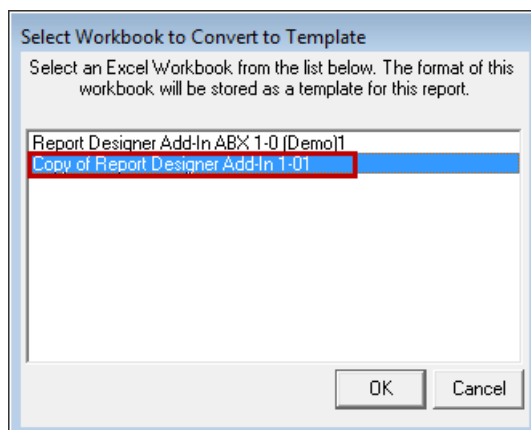 Select Workbook to Convert to Template
Select an Excel Workbook from the list below. The format of this
workbook will be stored as a template for this report.
Report Designer Add-In ABX 1-0 (Demo)1
Copy of Report Designer Add-In 1-01
OK
Cancel